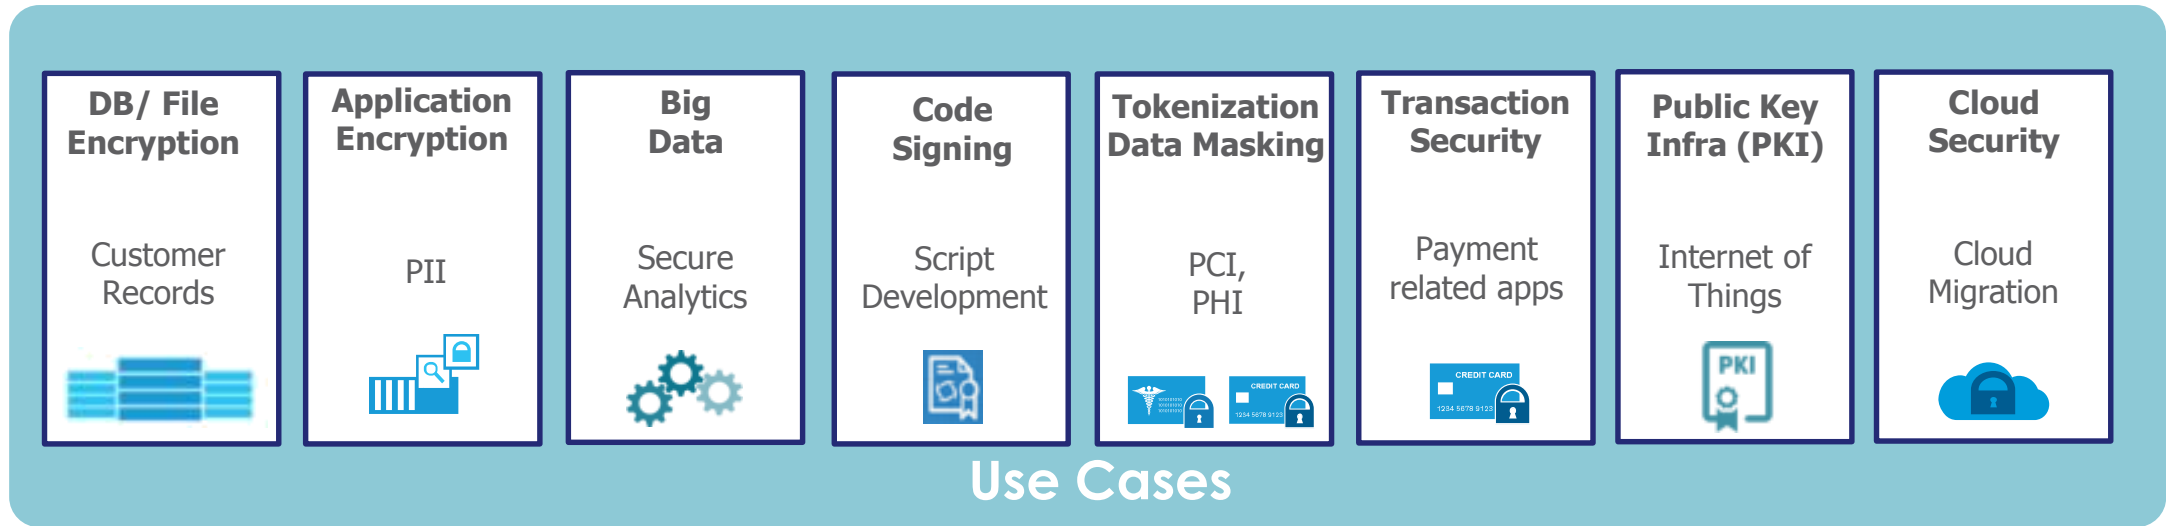 DB/ File
Encryption
Customer
Records
Application
Encryption
PII
Big
Data
Secure
Analytics
Code
Signing
Script
Development
Tokenization
Data Masking
PCI,
PHI
CREDIT CARD
1234 5678 9123
Transaction
Security
Payment
related apps
CREDIT CARD
1234 5678 9123
Public Key
Infra (PKI)
Internet of
Things
PKI
Cloud
Security
Cloud
Migration
Use Cases